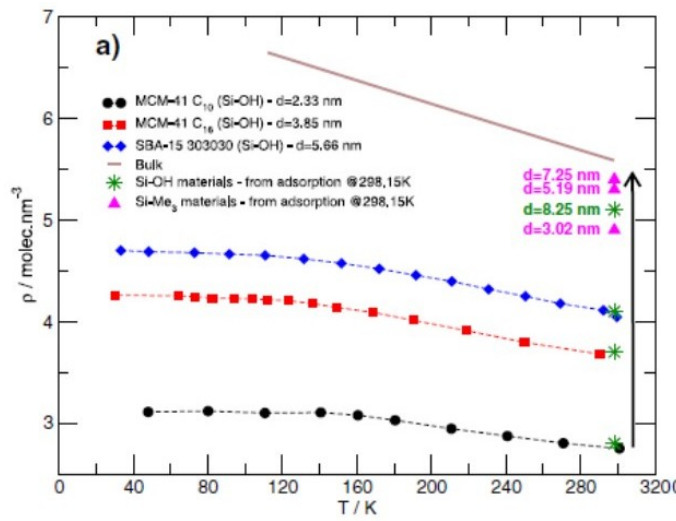 7
a)
MCM-41 C10 (Si-OH) - d=2.33 nm
6
MCM-41 C16 (Si-OH) - d=3.85 nm
SBA-15 303030 (Si-OH) - d=5.66 nm
Bulk
d=7.25 nm
Si-OH materials - from adsorption @298,15K
d=5.19 nm
Si-Me3 materials - from adsorption @298,15K
d=8.25 nm
5
d=3.02 nm
ρ / molec.nm-3
4
3
0 40 80 120 160 200 240 280 3200
T / K